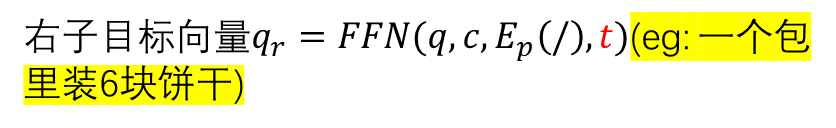 右子目标向量q_r = FFN(q, c, E_p(/), t)(eg: 一个包
里装6块饼干)